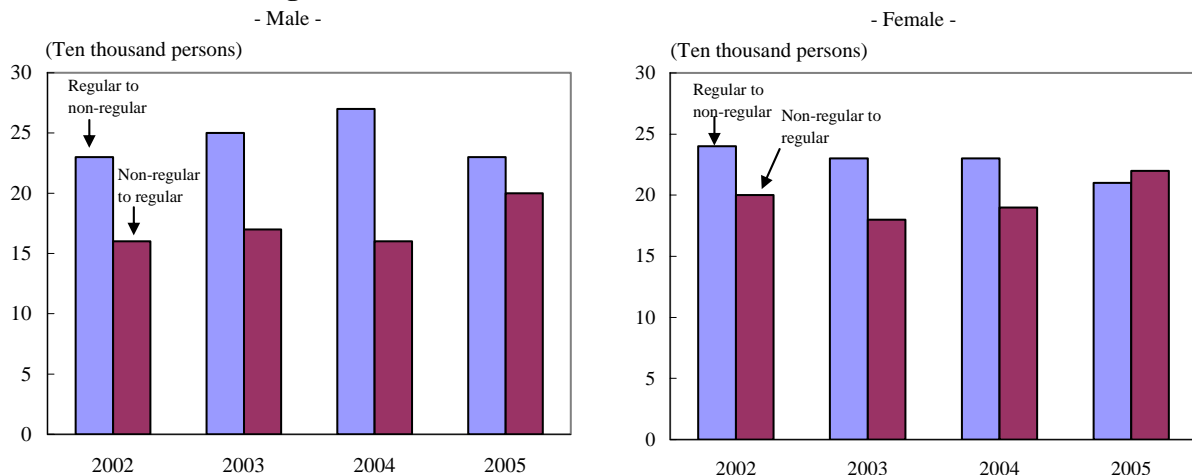 - Male -
(Ten thousand persons)
30
25
20
15
10
5
0
Regular to
non-regular
Non-regular
to regular
2002 2003 2004 2005
- Female -
(Ten thousand persons)
30
25
20
15
10
5
0
Regular to
non-regular
Non-regular to
regular
2002 2003 2004 2005